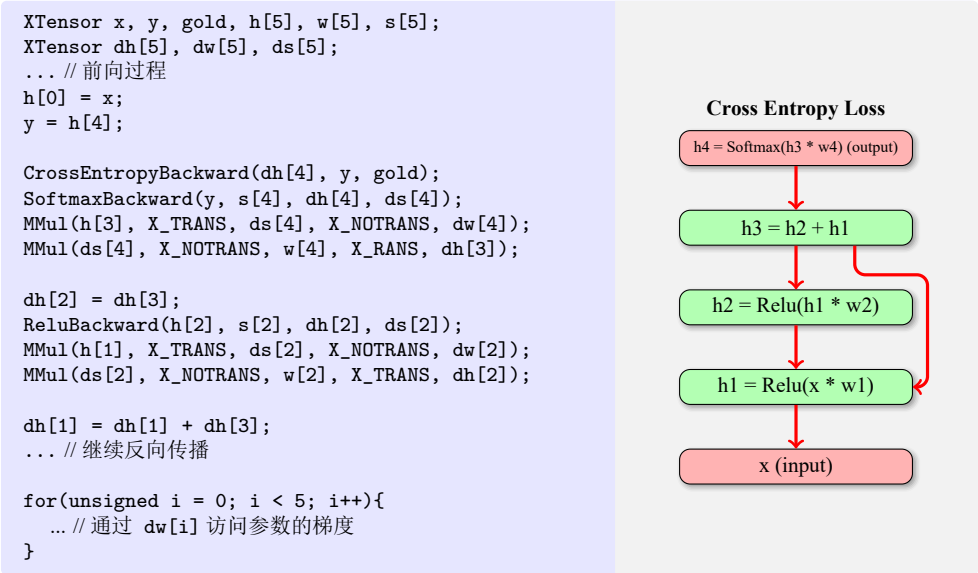 XTensor x, y, gold, h[5], w[5], s[5];
XTensor dh[5], dw[5], ds[5];
... // 前向过程
h[0] = x;
y = h[4];
CrossEntropyBackward(dh[4], y, gold);
SoftmaxBackward(y, s[4], dh[4], ds[4]);
MMul(h[3], X_TRANS, ds[4], X_NOTRANS, dw[4]);
MMul(ds[4], X_NOTRANS, w[4], X_RANS, dh[3]);
dh[2] = dh[3];
ReluBackward(h[2], s[2], dh[2], ds[2]);
MMul(h[1], X_TRANS, ds[2], X_NOTRANS, dw[2]);
MMul(ds[2], X_NOTRANS, w[2], X_TRANS, dh[2]);
dh[1] = dh[1] + dh[3];
... // 继续反向传播
for(unsigned i = 0; i < 5; i++){
... // 通过 dw[i] 访问参数的梯度
}
Cross Entropy Loss
h4 = Softmax(h3 * w4) (output)
h3 = h2 + h1
h2 = Relu(h1 * w2)
h1 = Relu(x * w1)
x (input)